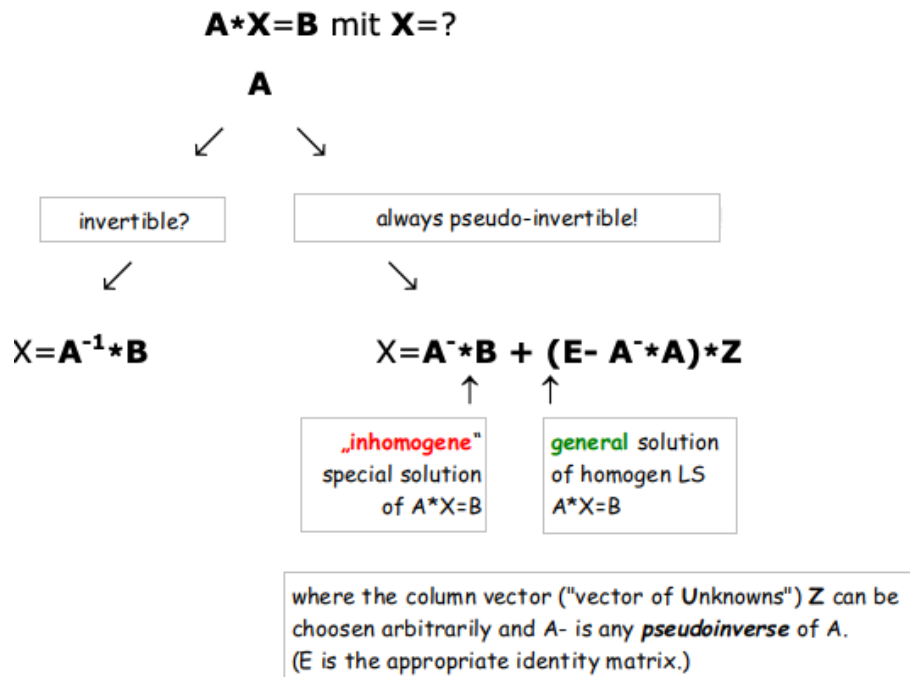 A*X=B mit X=?
A
invertible?
always pseudo-invertible!
X=A⁻¹*B
X=A⁻*B + (E- A⁻*A)*Z
„inhomogene“
special solution
of A*X=B
general solution
of homogen LS
A*X=B
where the column vector ("vector of Unknowns") Z can be
choosen arbitrarily and A- is any pseudoinverse of A.
(E is the appropriate identity matrix.)